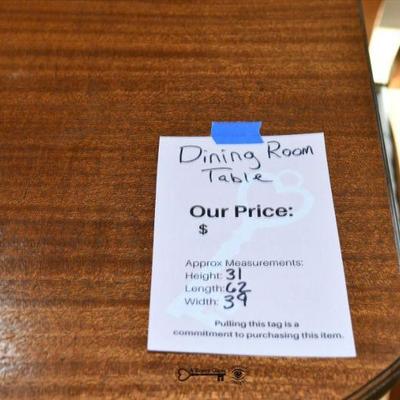 Dining Room
Table
Our Price:
$
Approx Measurements:
Height: 31
Length: 62
Width: 39
Pulling this tag is a
commitment to purchasing this item.